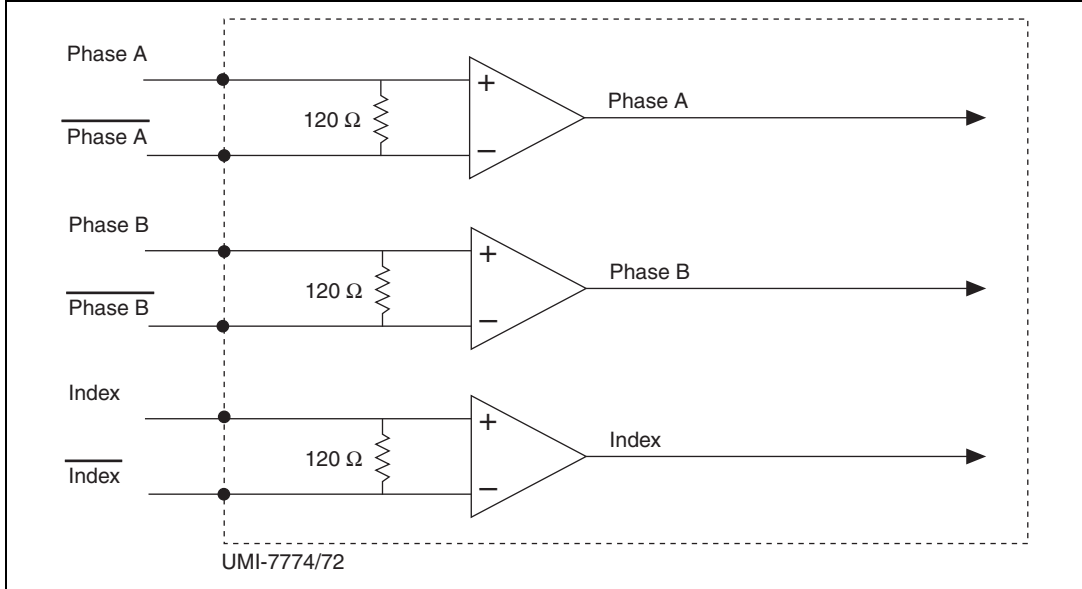 Phase A
120 Ω
+
−
Phase A
Phase A
Phase B
120 Ω
+
−
Phase B
Phase B
Index
120 Ω
+
−
Index
Index
UMI-7774/72